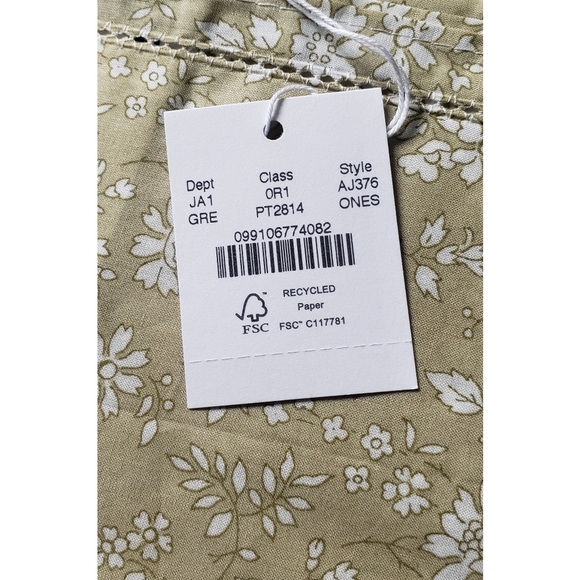 Dept Class Style
JA1 0R1 AJ376
GRE PT2814 ONES
099106774082
RECYCLED
Paper
FSC
FSC™ C117781